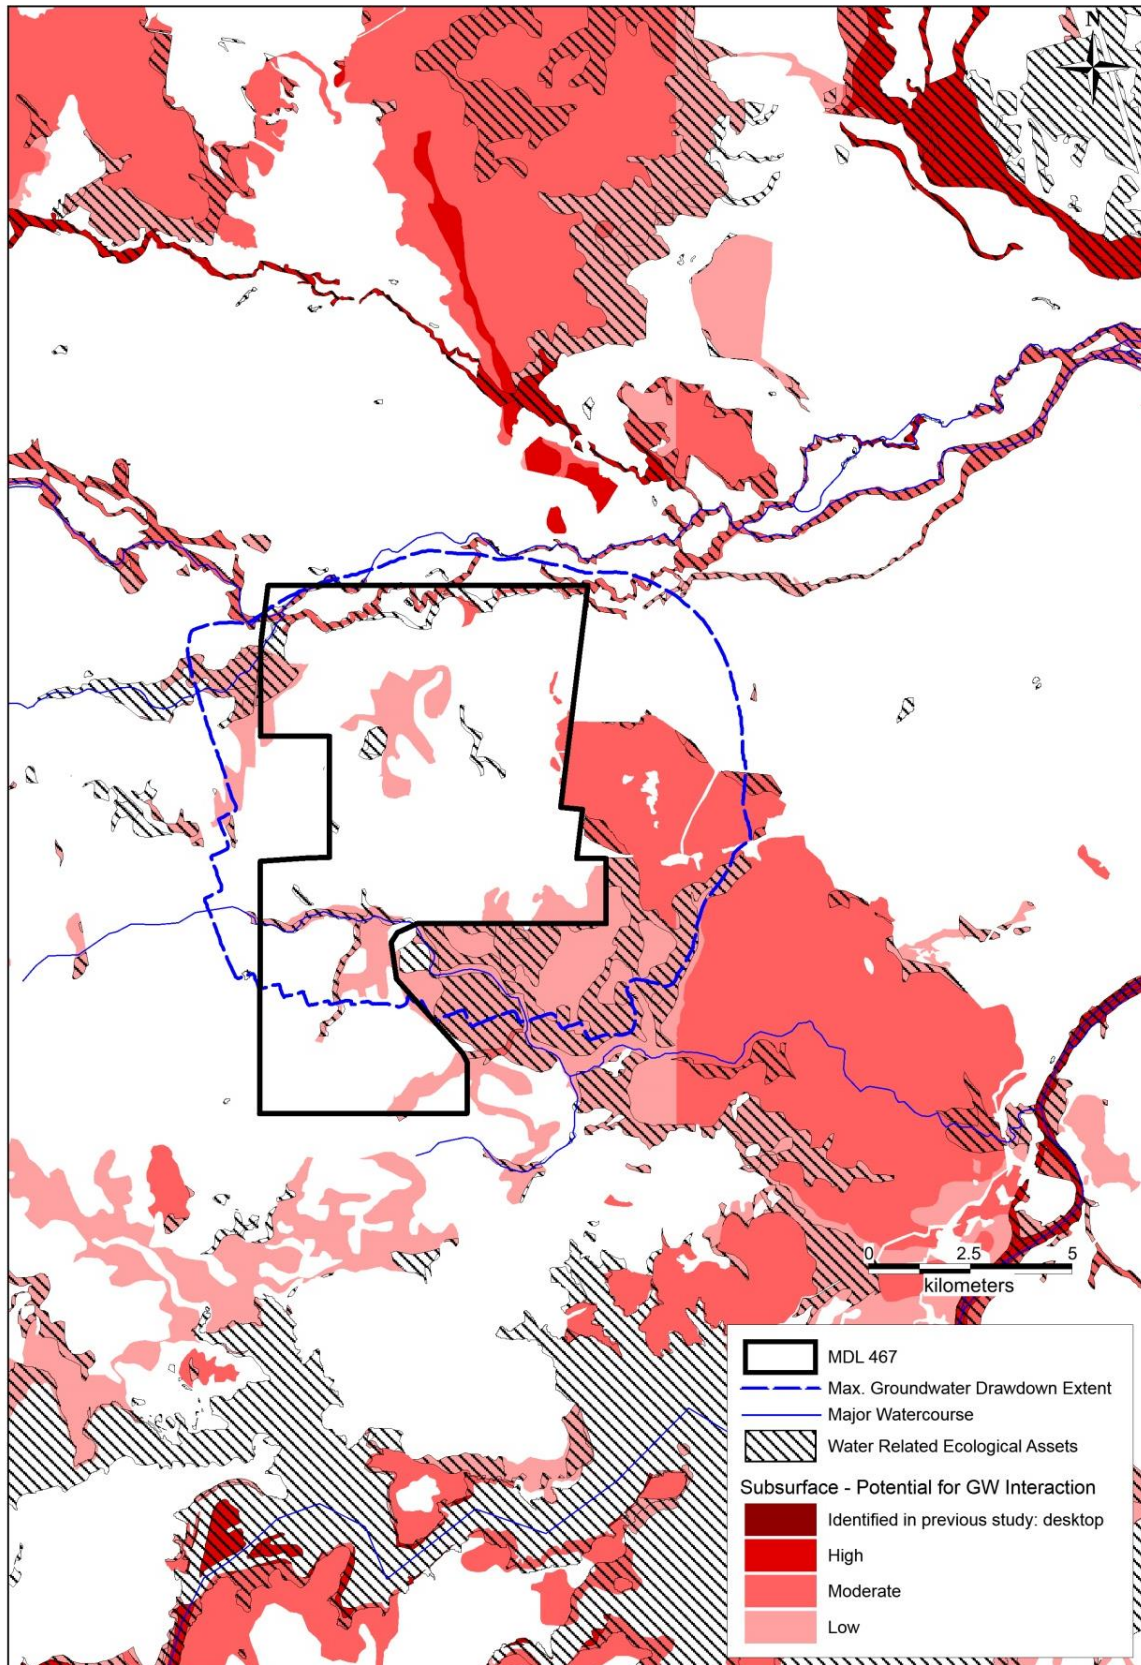 N
0 2.5 5
kilometers
MDL 467
Max. Groundwater Drawdown Extent
Major Watercourse
Water Related Ecological Assets
Subsurface - Potential for GW Interaction
Identified in previous study: desktop
High
Moderate
Low